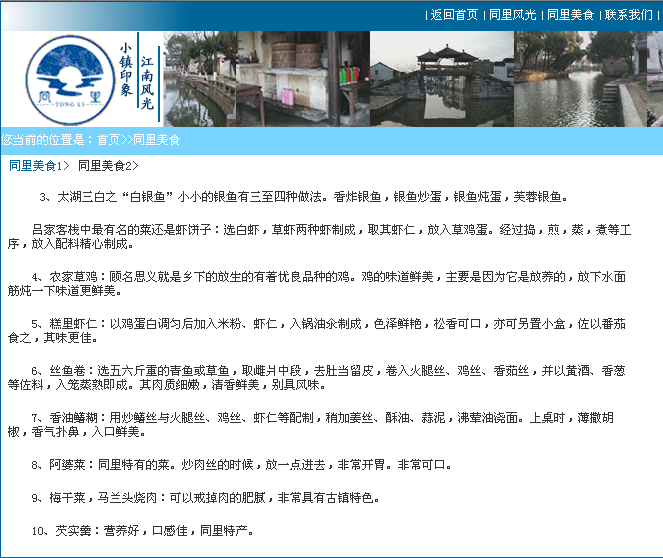 | 返回首页 | 同里风光 | 同里美食 | 联系我们 |
小镇印象
江南风光
同里
TONG LI
您当前的位置是：首页>>同里美食
同里美食1> 同里美食2>
3、太湖三白之“白银鱼”小小的银鱼有三至四种做法。香炸银鱼，银鱼炒蛋，银鱼炖蛋，芙蓉银鱼。
吕家客栈中最有名的菜还是虾饼子：选白虾，草虾两种虾制成，取其虾仁，放入草鸡蛋。经过捣，煎，蒸，煮等工
序，放入配料精心制成。
4、农家草鸡：顾名思义就是乡下的放生的有着优良品种的鸡。鸡的味道鲜美，主要是因为它是放养的，放下水面
筋炖一下味道更鲜美。
5、糕里虾仁：以鸡蛋白调匀后加入米粉、虾仁，入锅油汆制成，色泽鲜艳，松香可口，亦可另置小盒，佐以番茄
食之，其味更佳。
6、丝鱼卷：选五六斤重的青鱼或草鱼，取雌爿中段，去肚当留皮，卷入火腿丝、鸡丝、香茹丝，并以黄酒、香葱
等佐料，入笼蒸熟即成。其肉质细嫩，清香鲜美，别具风味。
7、香油鳝糊：用炒鳝丝与火腿丝、鸡丝、虾仁等配制，稍加姜丝、酥油、蒜泥，沸荤油浇面。上桌时，薄撒胡
椒，香气扑鼻，入口鲜美。
8、阿婆菜：同里特有的菜。炒肉丝的时候，放一点进去，非常开胃。非常可口。
9、梅干菜，马兰头烧肉：可以戒掉肉的肥腻，非常具有古镇特色。
10、芡实羹：营养好，口感佳，同里特产。